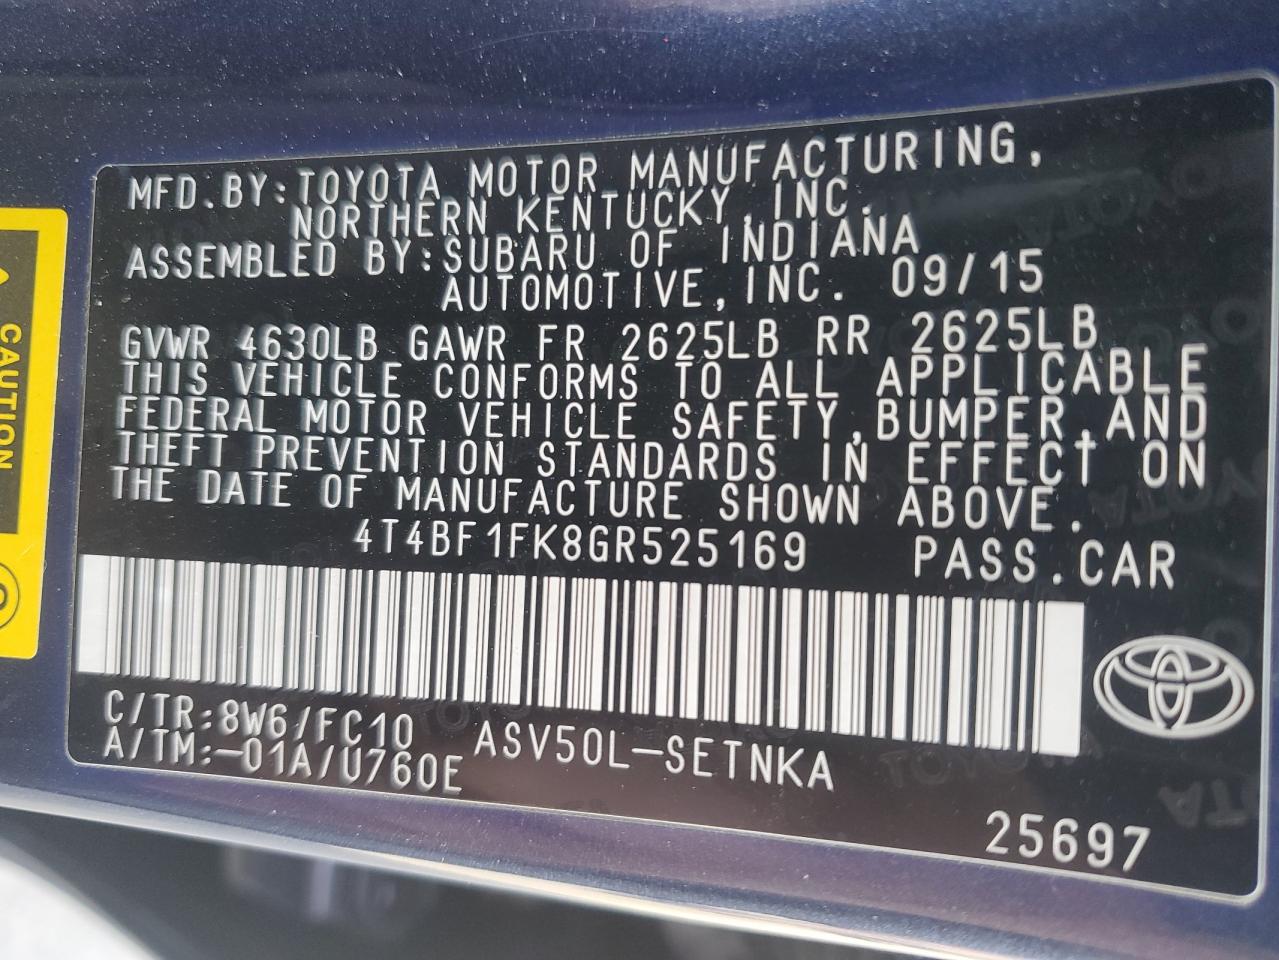 MFD.BY:TOYOTA MOTOR MANUFACTURING,
NORTHERN KENTUCKY,INC.
ASSEMBLED BY:SUBARU OF INDIANA
AUTOMOTIVE,INC. 09/15
GVWR 4630LB GAWR FR 2625LB RR 2625LB
THIS VEHICLE CONFORMS TO ALL APPLICABLE
FEDERAL MOTOR VEHICLE SAFETY,BUMPER,AND
THEFT PREVENTION STANDARDS IN EFFECT ON
THE DATE OF MANUFACTURE SHOWN ABOVE.
4T4BF1FK8GR525169 PASS.CAR
C/TR:8W6/FC10 ASV50L-SETNKA
A/TM:-01A/U760E
25697
CAUTION